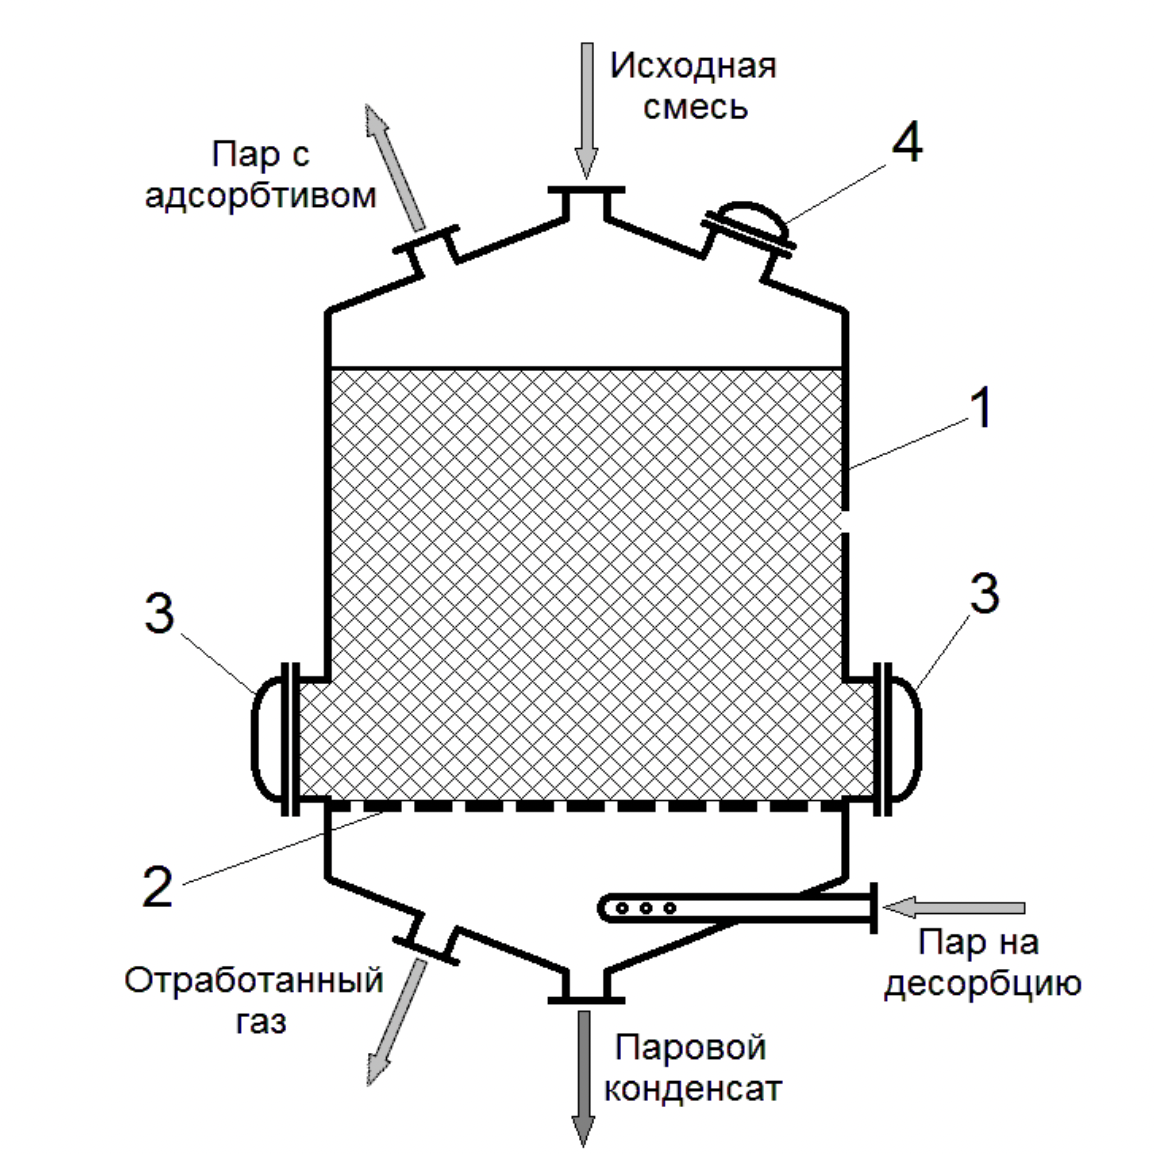 Исходная
смесь
4
Пар с
адсорбтивом
1
3
3
2
Пар на
десорбцию
Отработанный
газ
Паровой
конденсат